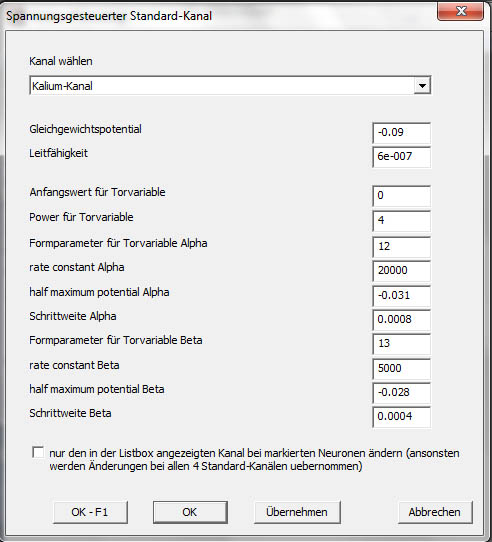 Spannungsgesteuerter Standard-Kanal
Kanal wählen
Kalium-Kanal
Gleichgewichtspotential -0.09
Leitfähigkeit 6e-007
Anfangswert für Torvariable 0
Power für Torvariable 4
Formparameter für Torvariable Alpha 12
rate constant Alpha 20000
half maximum potential Alpha -0.031
Schrittweite Alpha 0.0008
Formparameter für Torvariable Beta 13
rate constant Beta 5000
half maximum potential Beta -0.028
Schrittweite Beta 0.0004
nur den in der Listbox angezeigten Kanal bei markierten Neuronen ändern (ansonsten
werden Änderungen bei allen 4 Standard-Kanälen uebernommen)
OK - F1 OK Übernehmen Abbrechen